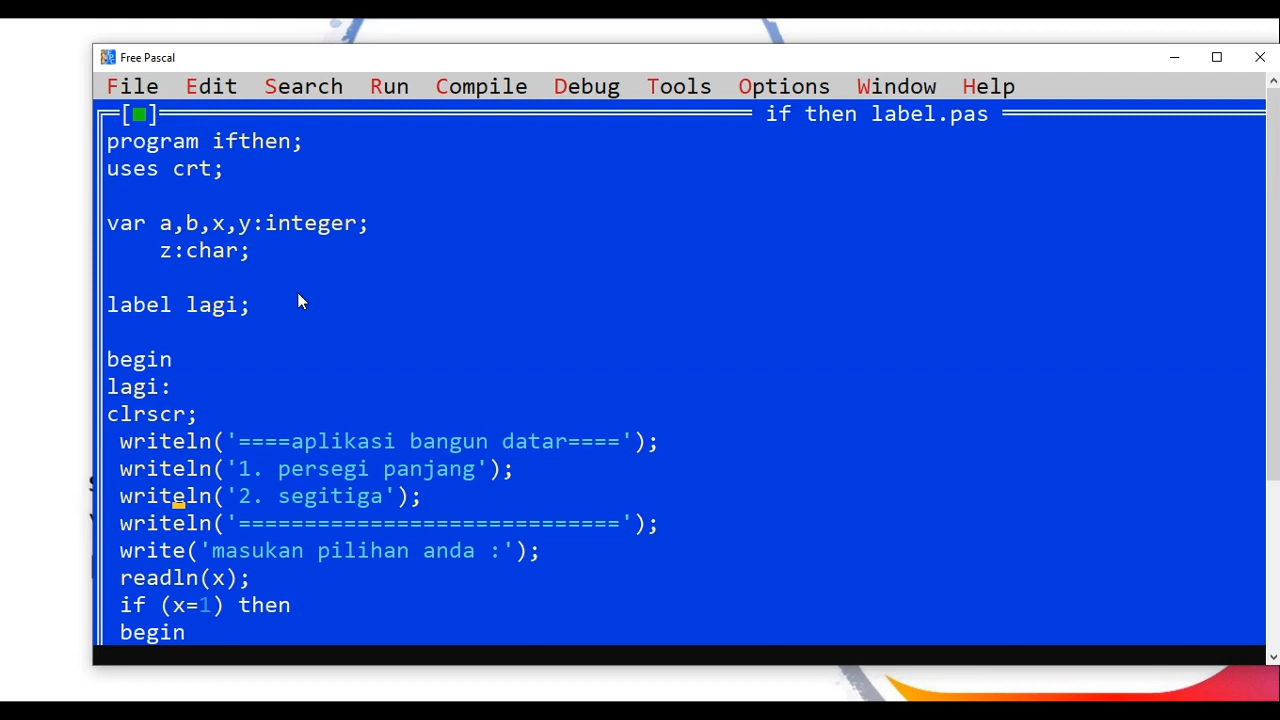 Free Pascal
File Edit Search Run Compile Debug Tools Options Window Help
if then label.pas
program ifthen;
uses crt;
var a,b,x,y:integer;
z:char;
label lagi;
begin
lagi:
clrscr;
writeln('====aplikasi bangun datar====');
writeln('1. persegi panjang');
writeln('2. segitiga');
writeln('=============================');
write('masukan pilihan anda :');
readln(x);
if (x=1) then
begin